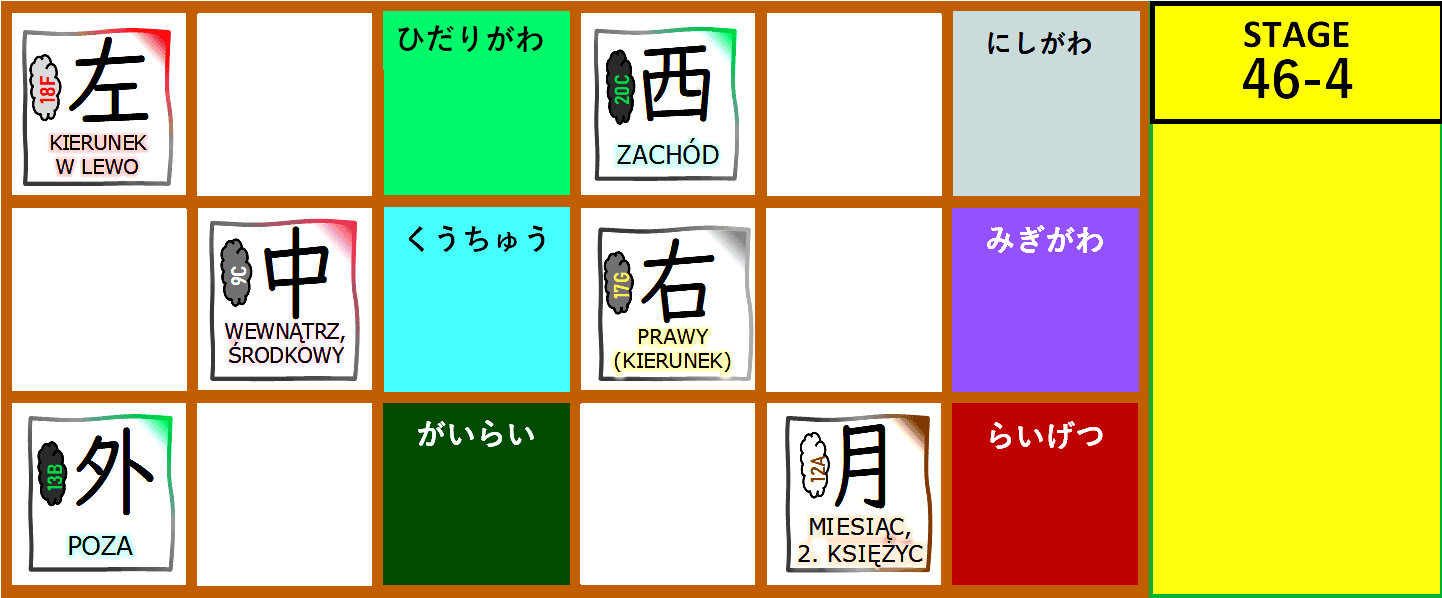 18F
左
KIERUNEK
W LEWO
ひだりがわ
20C
西
ZACHÓD
にしがわ
STAGE
46-4
9C
中
WEWNĄTRZ,
ŚRODKOWY
くうちゅう
17G
右
PRAWY
(KIERUNEK)
みぎがわ
13B
外
POZA
がいらい
12A
月
MIESIĄC,
2. KSIĘŻYC
らいげつ